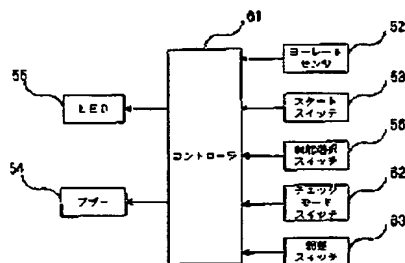 61
52
ヨーレート
センサ
53
スタート
スイッチ
55
LED
56
スイッチ
コントローラ
54
ブザー
62
チェック
モード
スイッチ
63
調整
スイッチ